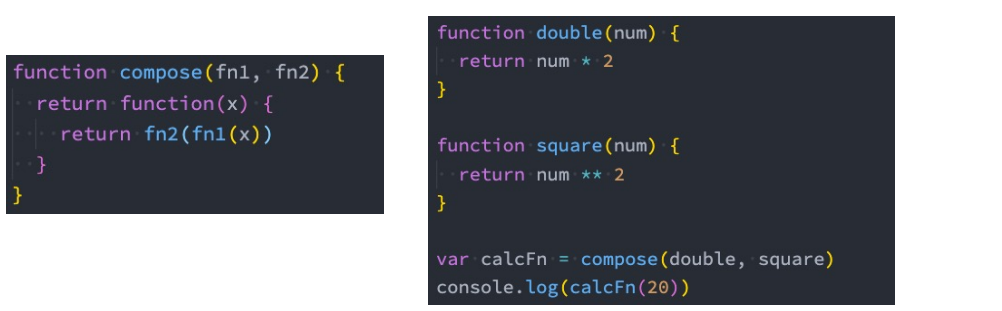 function compose(fn1, fn2) {
  return function(x) {
    return fn2(fn1(x))
  }
}
function double(num) {
  return num * 2
}

function square(num) {
  return num ** 2
}

var calcFn = compose(double, square)
console.log(calcFn(20))